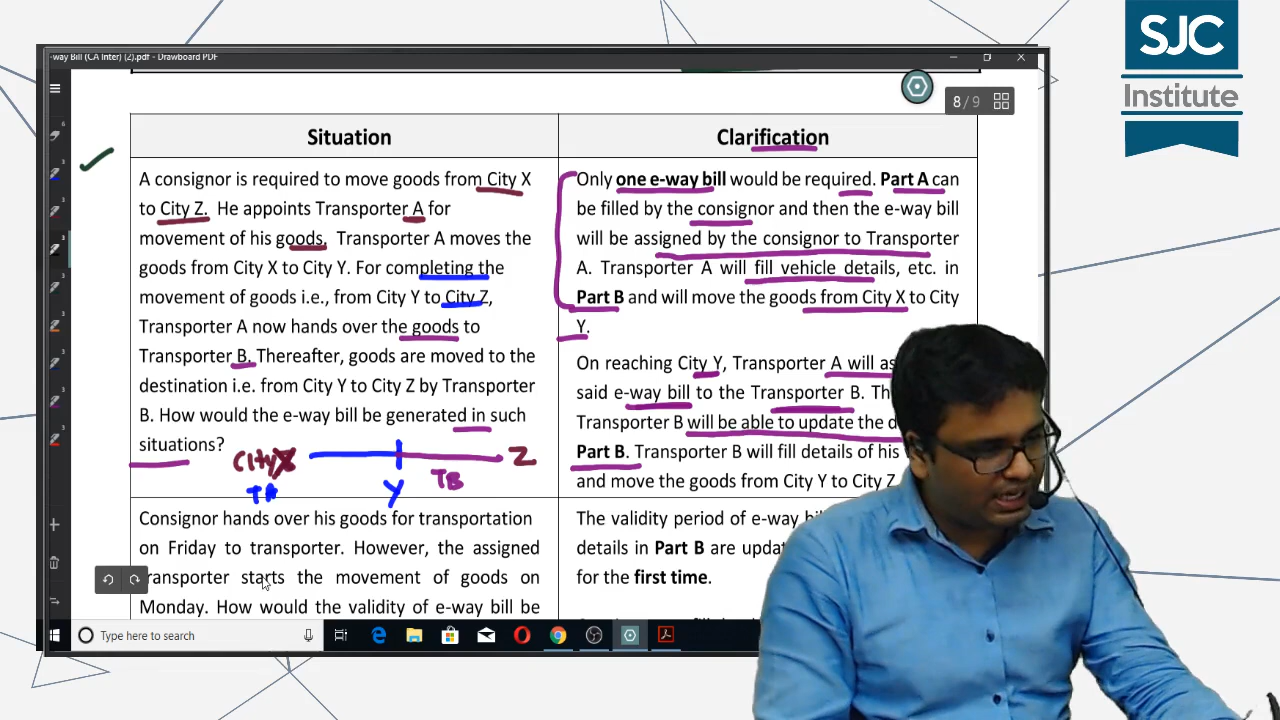 SJC
Institute
-way Bill (CA Inter) (2).pdf - Drawboard PDF
8 / 9
Situation
Clarification
A consignor is required to move goods from City X
to City Z. He appoints Transporter A for
movement of his goods. Transporter A moves the
goods from City X to City Y. For completing the
movement of goods i.e., from City Y to City Z,
Transporter A now hands over the goods to
Transporter B. Thereafter, goods are moved to the
destination i.e. from City Y to City Z by Transporter
B. How would the e-way bill be generated in such
situations?
City X
Z
TA
Y
TB
Only one e-way bill would be required. Part A can
be filled by the consignor and then the e-way bill
will be assigned by the consignor to Transporter
A. Transporter A will fill vehicle details, etc. in
Part B and will move the goods from City X to City
Y.
On reaching City Y, Transporter A will
said e-way bill to the Transporter B.
Transporter B will be able to update the
Part B. Transporter B will fill details of his
and move the goods from City Y to City Z
Consignor hands over his goods for transportation
on Friday to transporter. However, the assigned
transporter starts the movement of goods on
Monday. How would the validity of e-way bill be
The validity period of e-way
details in Part B are
for the first time.
Type here to search